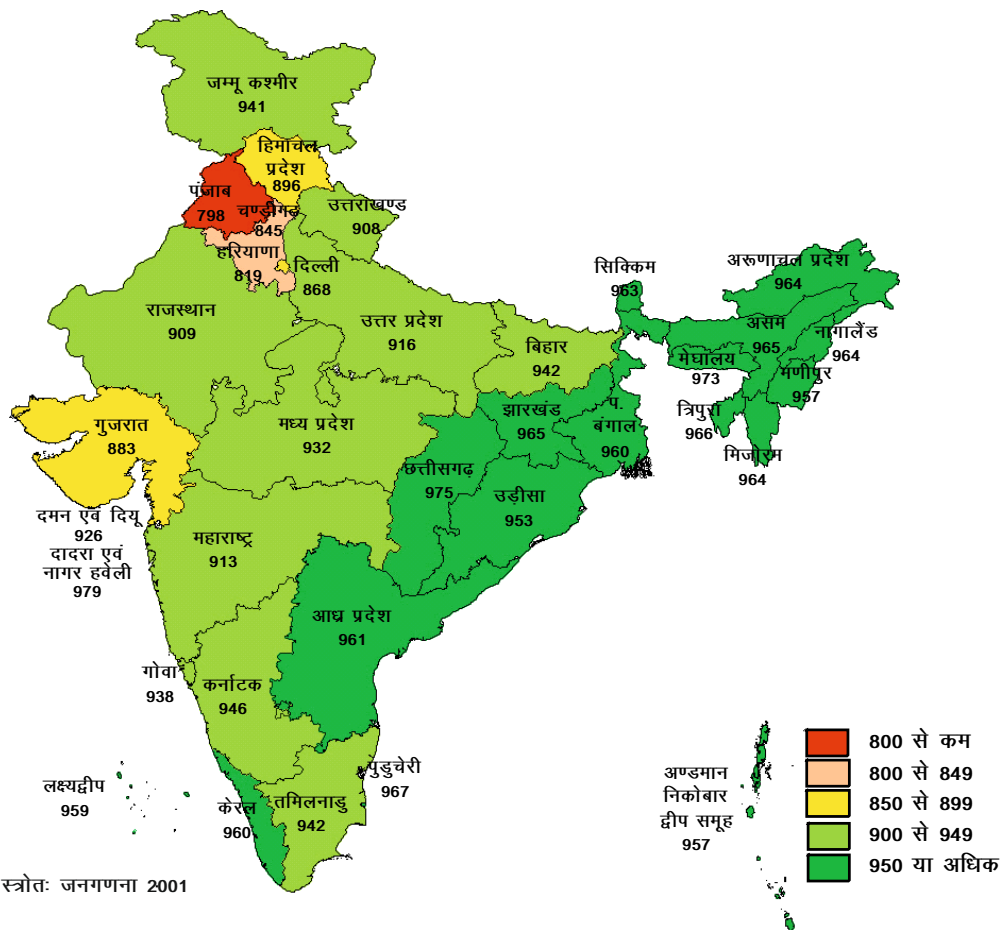 जम्मू कश्मीर
941
हिमाचल
प्रदेश
896
पंजाब
798
चण्डीगढ़
845
उत्तराखण्ड
908
हरियाणा
819
दिल्ली
868
राजस्थान
909
उत्तर प्रदेश
916
बिहार
942
सिक्किम
963
अरूणाचल प्रदेश
964
असम
965
नागालैंड
964
मेघालय
973
मणीपुर
957
त्रिपुरा
966
मिजोरम
964
गुजरात
883
मध्य प्रदेश
932
झारखंड
965
प.
बंगाल
960
छत्तीसगढ़
975
उड़ीसा
953
दमन एवं दियू
926
दादरा एवं
नागर हवेली
979
महाराष्ट्र
913
आध्र प्रदेश
961
गोवा
938
कर्नाटक
946
पुडुचेरी
967
लक्ष्यद्वीप
959
केरल
960
तमिलनाडु
942
अण्डमान
निकोबार
द्वीप समूह
957
800 से कम
800 से 849
850 से 899
900 से 949
950 या अधिक
स्त्रोतः जनगणना 2001